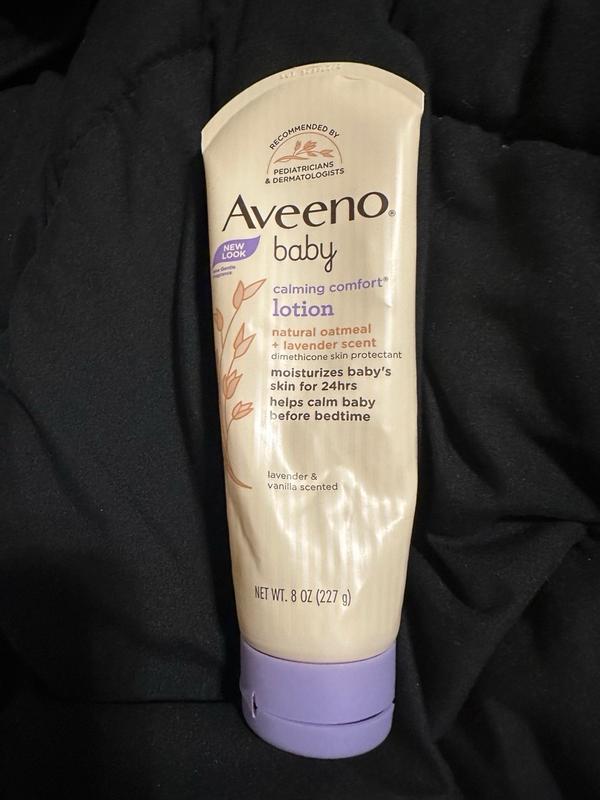 RECOMMENDED BY
PEDIATRICIANS
& DERMATOLOGISTS
Aveeno®
baby
NEW
LOOK
Gentle
calming comfort®
lotion
natural oatmeal
+ lavender scent
dimethicone skin protectant
moisturizes baby's
skin for 24hrs
helps calm baby
before bedtime
lavender &
vanilla scented
NET WT. 8 OZ (227 g)